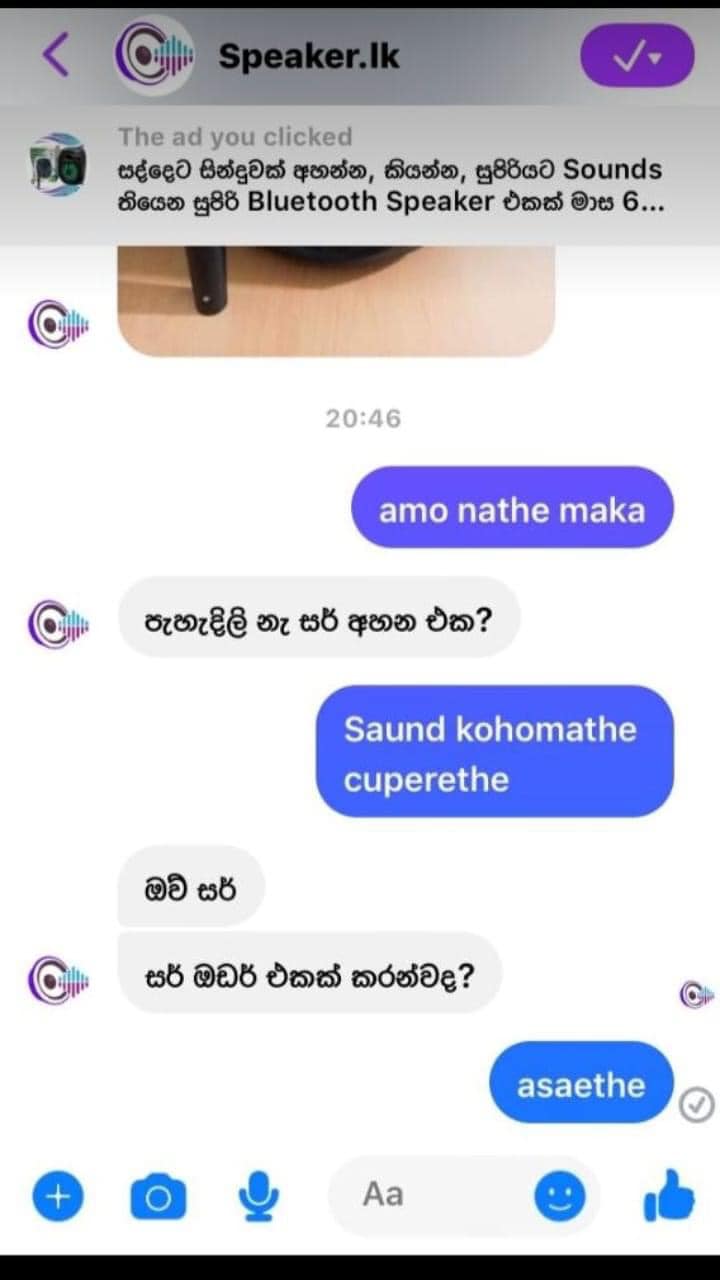 Speaker.lk
The ad you clicked
සද්දෙට සින්දුවක් අහන්න, කියන්න, සුපිරියට Sounds
තියෙන සුපිරි Bluetooth Speaker එකක් මාස 6...
20:46
amo nathe maka
පැහැදිලි නෑ සර් අහන එක?
Saund kohomathe
cuperethe
ඔව් සර්
සර් ඔඩර් එකක් කරන්වද?
asaethe
Aa